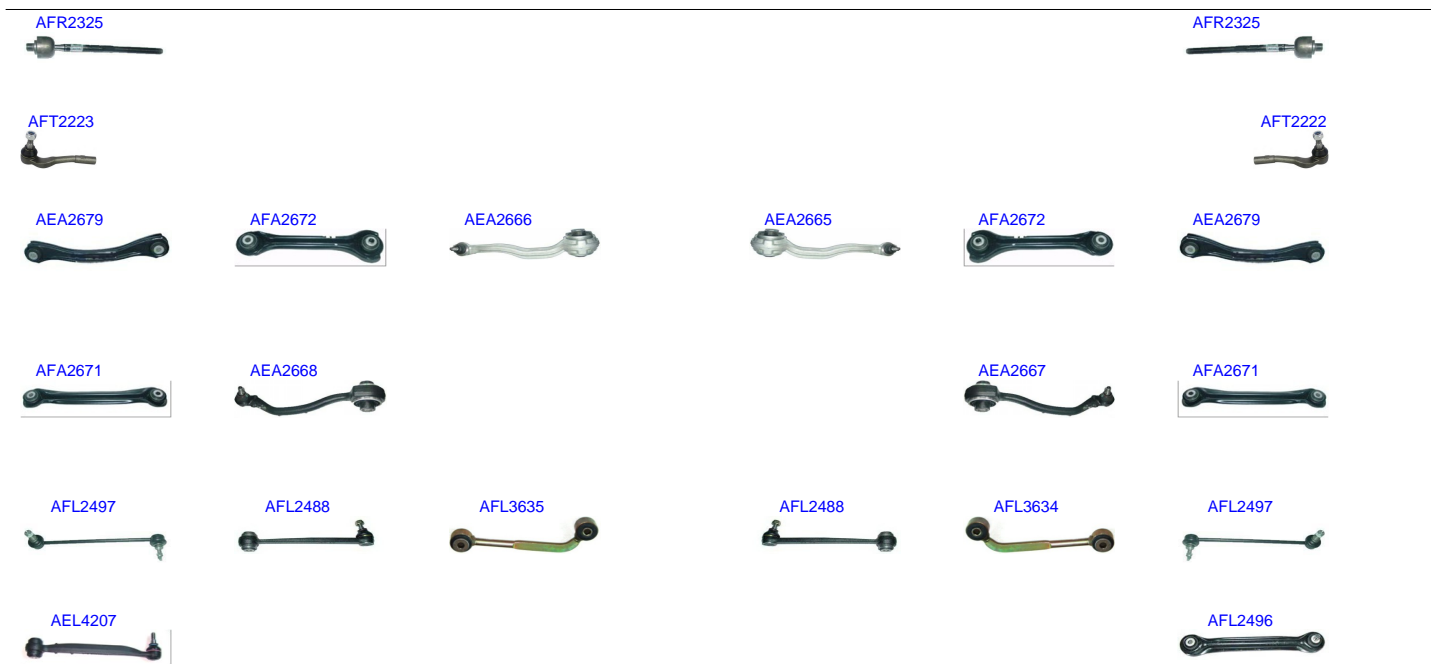 AFR2325 AFR2325
AFT2223 AFT2222
AEA2679 AFA2672 AEA2666 AEA2665 AFA2672 AEA2679
AFA2671 AEA2668 AEA2667 AFA2671
AFL2497 AFL2488 AFL3635 AFL2488 AFL3634 AFL2497
AEL4207 AFL2496